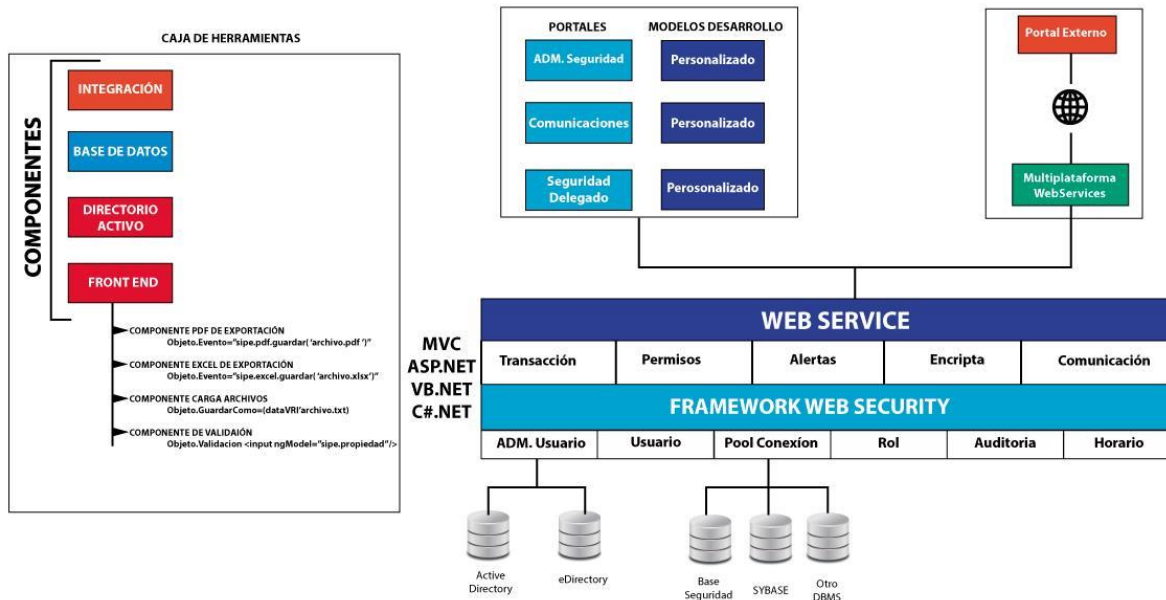 CAJA DE HERRAMIENTAS
COMPONENTES
INTEGRACIÓN
BASE DE DATOS
DIRECTORIO
ACTIVO
FRONT END
COMPONENTE PDF DE EXPORTACIÓN
Objeto.Evento="sipe.pdf.guardar( 'archivo.pdf ')"
COMPONENTE EXCEL DE EXPORTACIÓN
Objeto.Evento="sipe.excel.guardar( 'archivo.xlsx')"
COMPONENTE CARGA ARCHIVOS
Objeto.GuardarComo=(dataVRI'archivo.txt)
COMPONENTE DE VALIDAIÓN
Objeto.Validacion <input ngModel="sipe.propiedad"/>
PORTALES
MODELOS DESARROLLO
ADM. Seguridad
Personalizado
Comunicaciones
Personalizado
Seguridad
Delegado
Perosonalizado
Portal Externo
Multiplataforma
WebServices
MVC
ASP.NET
VB.NET
C#.NET
WEB SERVICE
Transacción
Permisos
Alertas
Encripta
Comunicación
FRAMEWORK WEB SECURITY
ADM. Usuario
Usuario
Pool Conexíon
Rol
Auditoria
Horario
Active
Directory
eDirectory
Base
Seguridad
SYBASE
Otro
DBMS